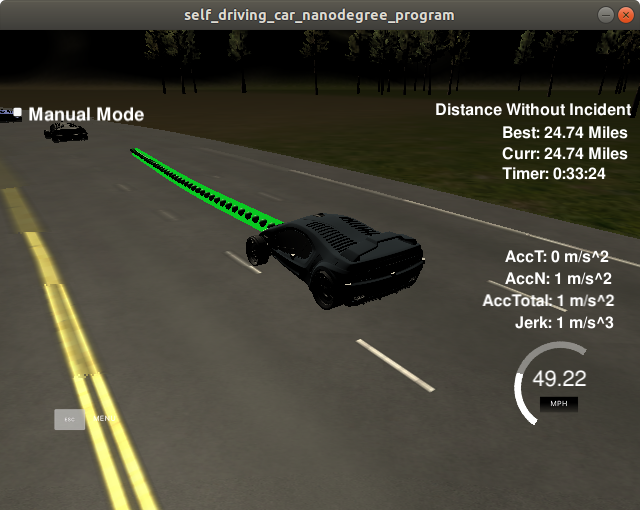 self_driving_car_nanodegree_program
Manual Mode
Distance Without Incident
Best: 24.74 Miles
Curr: 24.74 Miles
Timer: 0:33:24
AccT: 0 m/s^2
AccN: 1 m/s^2
AccTotal: 1 m/s^2
Jerk: 1 m/s^3
49.22
MPH
ESC MENU